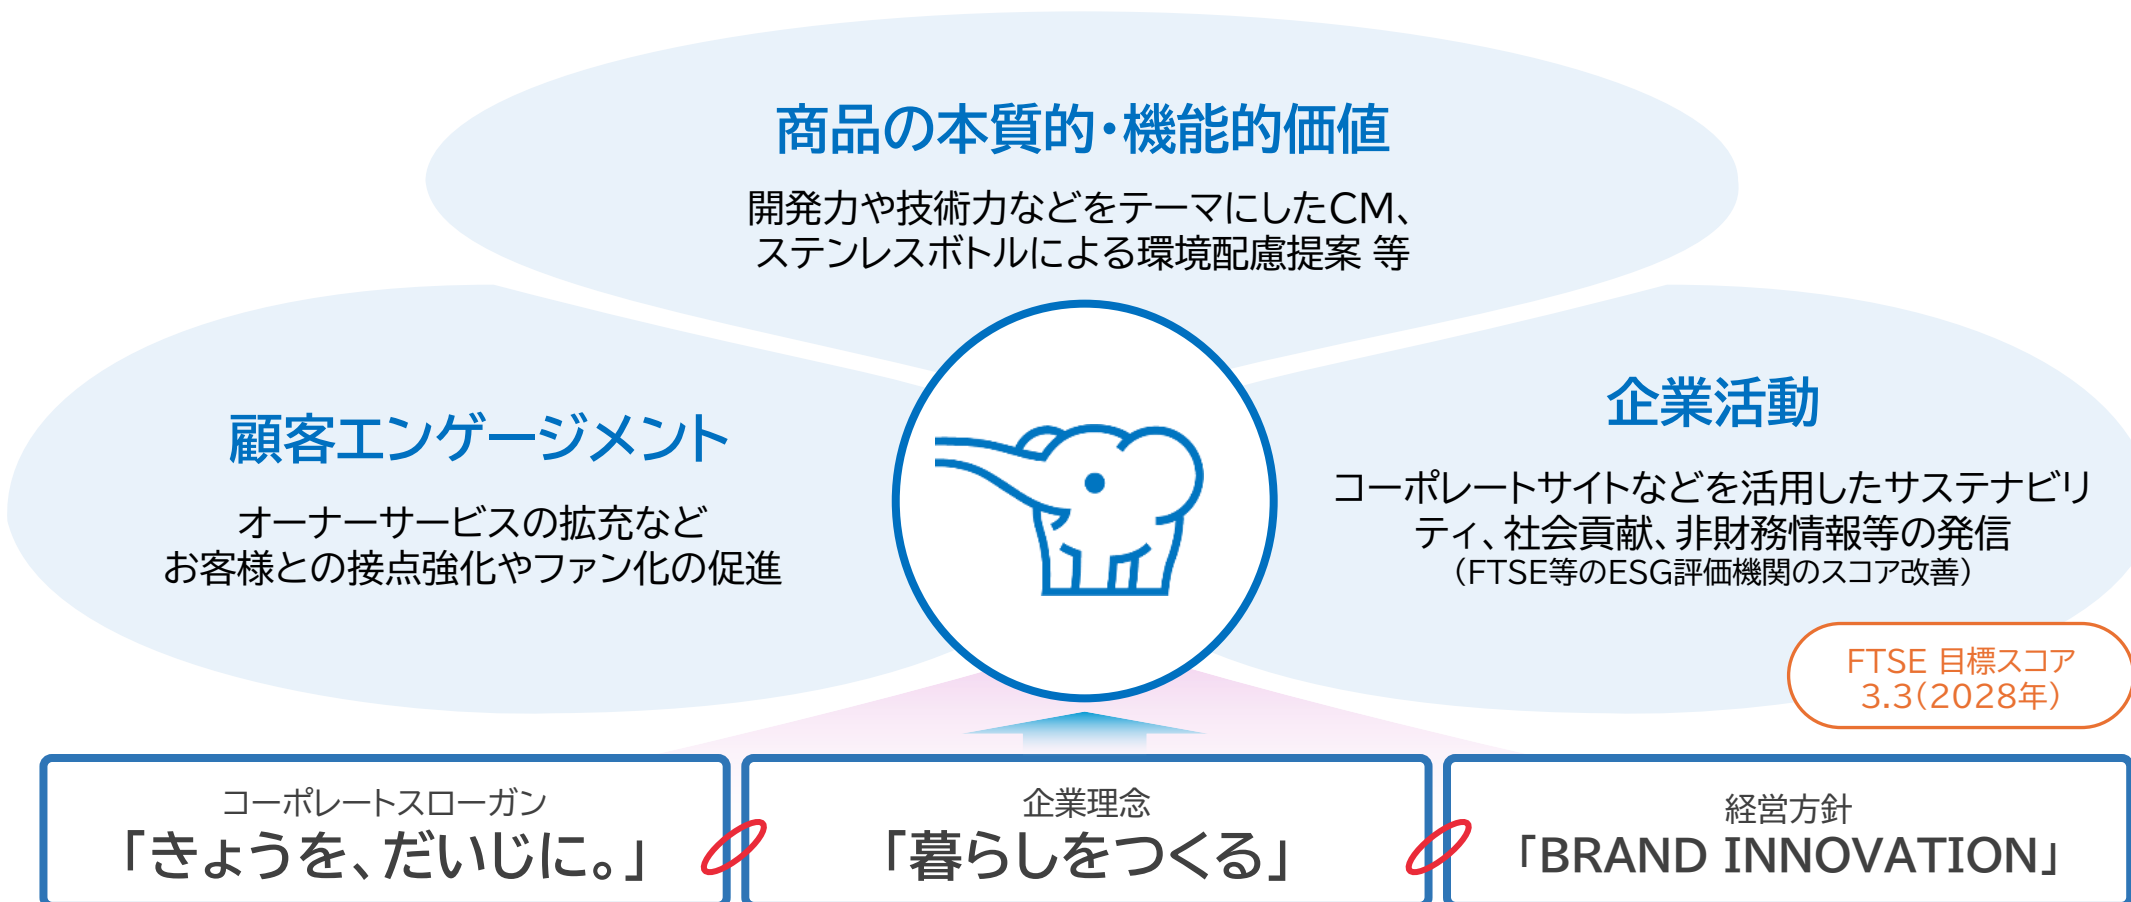 商品の本質的・機能的価値
開発力や技術力などをテーマにしたCM、
ステンレスボトルによる環境配慮提案 等
顧客エンゲージメント
オーナーサービスの拡充など
お客様との接点強化やファン化の促進
企業活動
コーポレートサイトなどを活用したサステナビリ
ティ、社会貢献、非財務情報等の発信
（FTSE等のESG評価機関のスコア改善）
FTSE 目標スコア
3.3（2028年）
コーポレートスローガン
「きょうを、だいじに。」
企業理念
「暮らしをつくる」
経営方針
「BRAND INNOVATION」